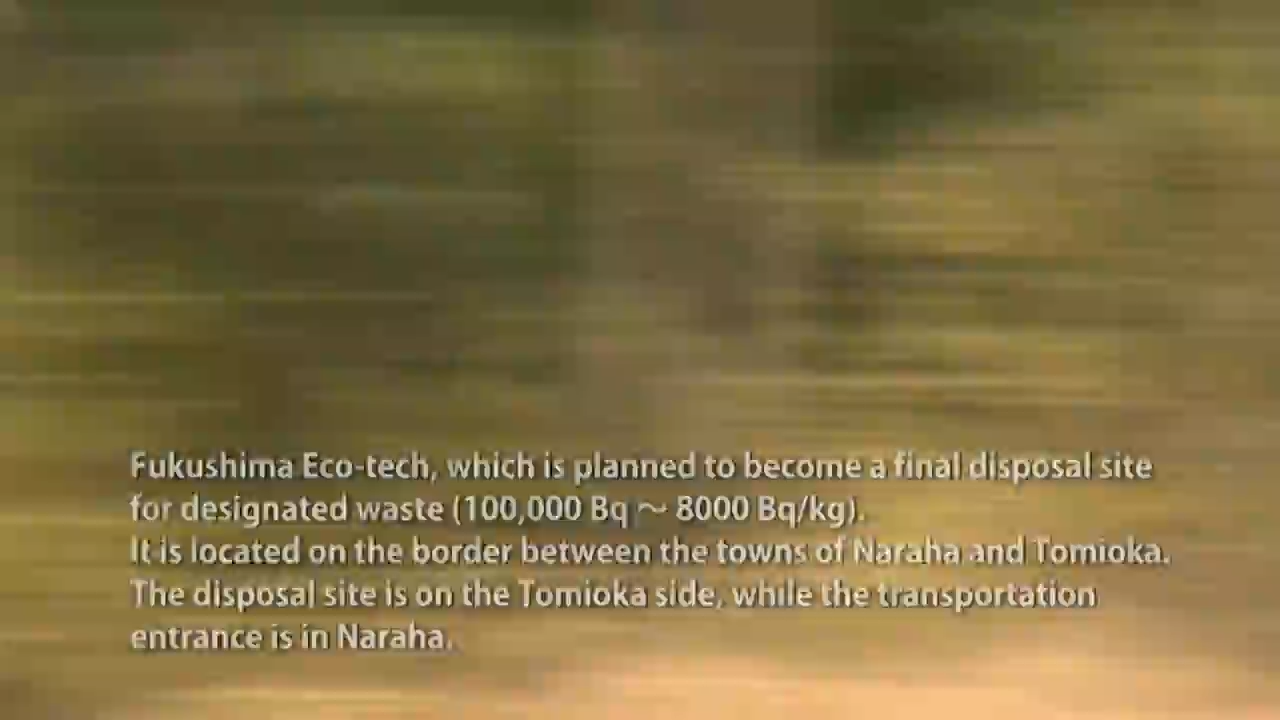 Fukushima Eco-tech, which is planned to become a final disposal site
for designated waste (100,000 Bq ～ 8000 Bq/kg).
It is located on the border between the towns of Naraha and Tomioka.
The disposal site is on the Tomioka side, while the transportation
entrance is in Naraha.